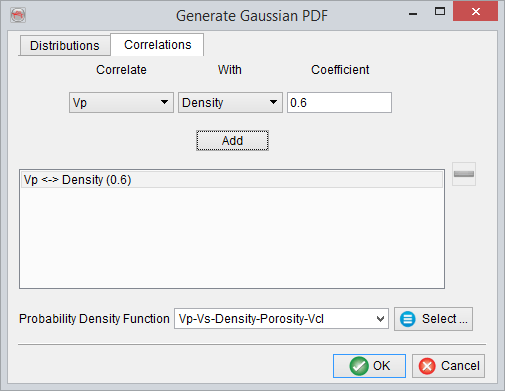 Generate Gaussian PDF
Distributions Correlations
Correlate With Coefficient
Vp Density 0.6
Add
Vp <-> Density (0.6)
Probability Density Function Vp-Vs-Density-Porosity-Vcl Select ...
OK Cancel